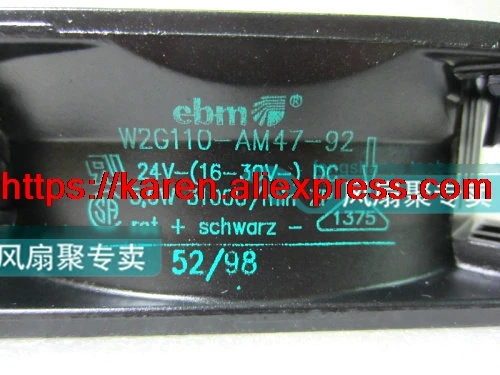 ebm®
W2G110-AM47-92
24V-(16-30V-) DC
https://karen.aliexpress.com/
rot + schwarz -
1375
风扇聚专卖
风扇聚专卖
52/98